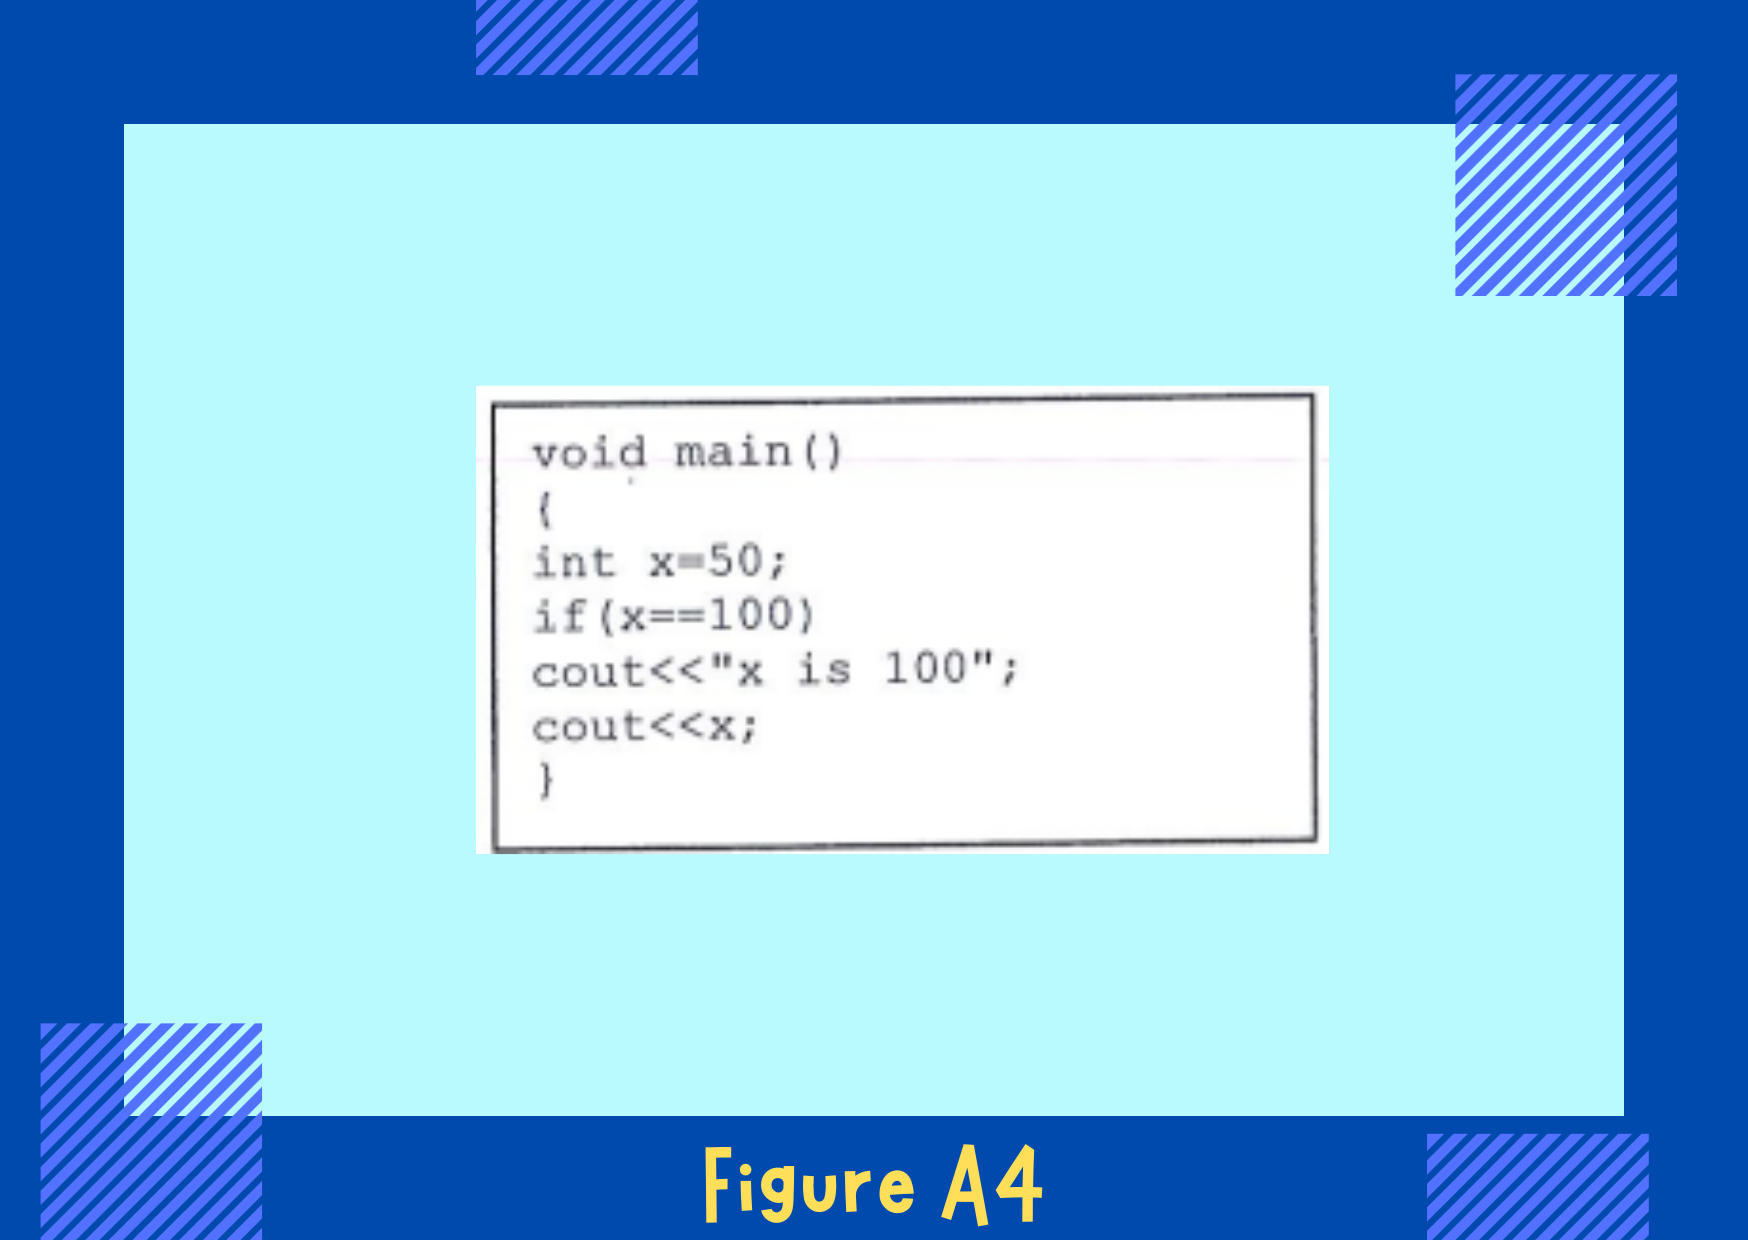 void main()
{
int x=50;
if(x==100)
cout<<"x is 100";
cout<<x;
}
Figure A4